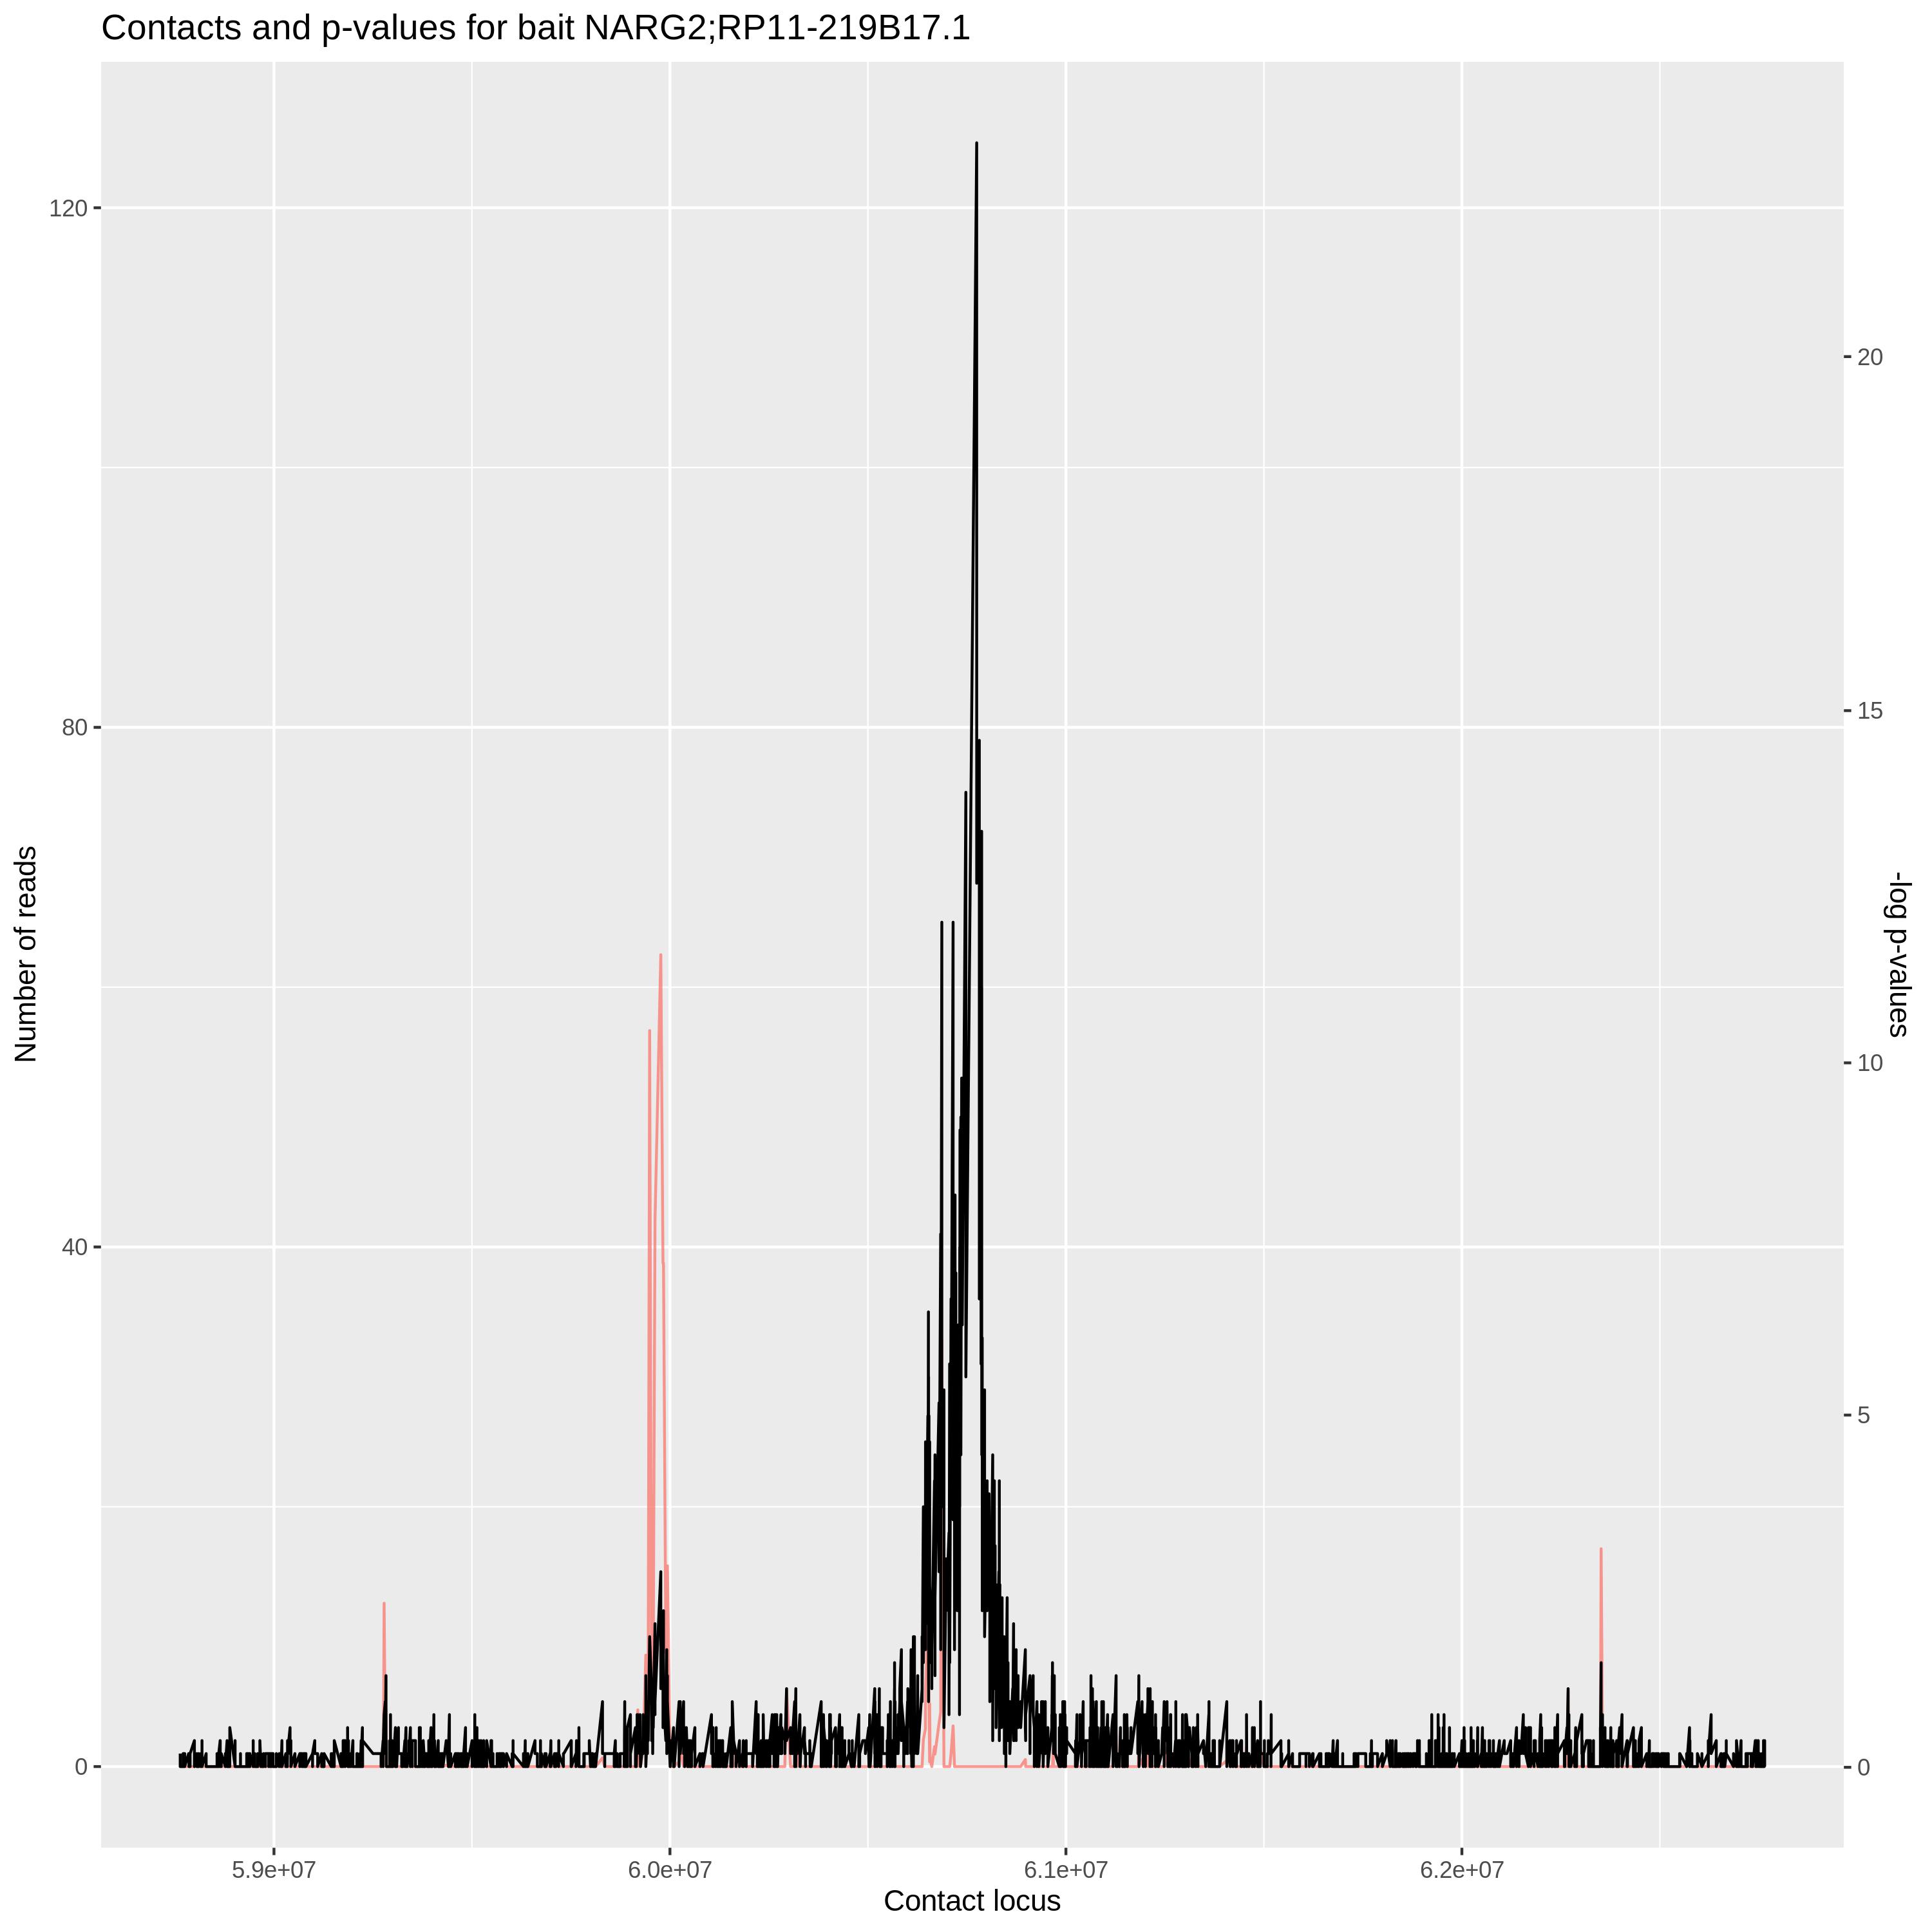 Contacts and p-values for bait NARG2;RP11-219B17.1
120
80
40
0
Number of reads
20
15
10
5
0
-log p-values
5.9e+07
6.0e+07
6.1e+07
6.2e+07
Contact locus